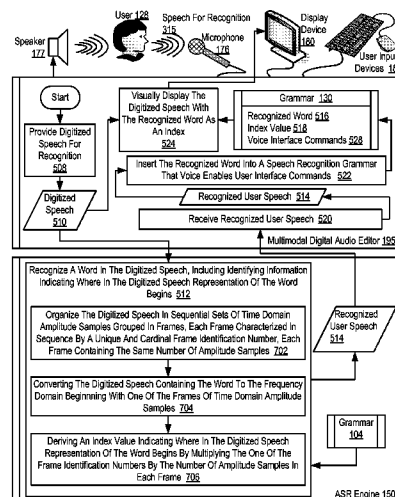 User 128
Speech For Recognition
315
Microphone
176
Speaker
177
Display
Device
180
User Input
Devices 18
Start
Provide Digitized
Speech For
Recognition
508
Digitized
Speech
510
Visually Display The
Digitized Speech With
The Recognized Word As
An Index
524
Grammar 130
Recognized Word 516
Index Value 518
Voice Interface Commands 528
Insert The Recognized Word Into A Speech Recognition Grammar
That Voice Enables User Interface Commands 522
Recognized User Speech 514
Receive Recognized User Speech 520
Multimodal Digital Audio Editor 195
Recognize A Word In The Digitized Speech, Including Identifying Information
Indicating Where In The Digitized Speech Representation Of The Word
Begins 512
Organize The Digitized Speech In Sequential Sets Of Time Domain
Amplitude Samples Grouped In Frames, Each Frame Characterized In
Sequence By A Unique And Cardinal Frame Identification Number, Each
Frame Containing The Same Number Of Amplitude Samples 702
Converting The Digitized Speech Containing The Word To The Frequency
Domain Beginnning With One Of The Frames Of Time Domain Amplitude
Samples 704
Deriving An Index Value Indicating Where In The Digitized Speech
Representation Of The Word Begins By Multiplying The One Of The
Frame Identification Numbers By The Number Of Amplitude Samples In
Each Frame 706
Recognized
User Speech
514
Grammar
104
ASR Engine 150